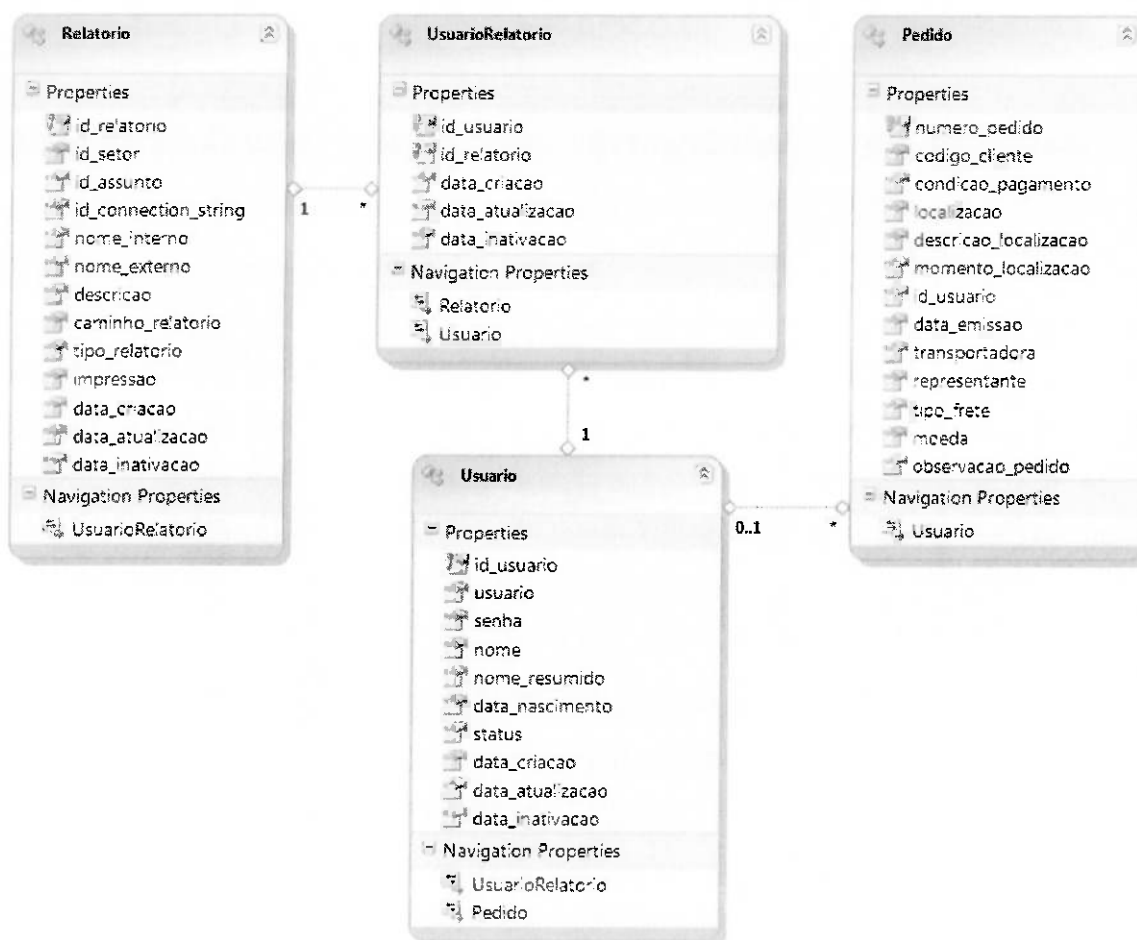 Relatorio
Properties
id_relatorio
id_setor
id_assunto
id_connection_string
nome_interno
nome_externo
descricao
caminho_relatorio
tipo_relatorio
impressao
data_criacao
data_atualizacao
data_inativacao
Navigation Properties
UsuarioRelatorio
1
*
UsuarioRelatorio
Properties
id_usuario
id_relatorio
data_criacao
data_atualizacao
data_inativacao
Navigation Properties
Relatorio
Usuario
*
1
Usuario
Properties
id_usuario
usuario
senha
nome
nome_resumido
data_nascimento
status
data_criacao
data_atualizacao
data_inativacao
Navigation Properties
UsuarioRelatorio
Pedido
0..1
*
Pedido
Properties
numero_pedido
codigo_cliente
condicao_pagamento
localizacao
descricao_localizacao
momento_localizacao
id_usuario
data_emissao
transportadora
representante
tipo_frete
moeda
observacao_pedido
Navigation Properties
Usuario